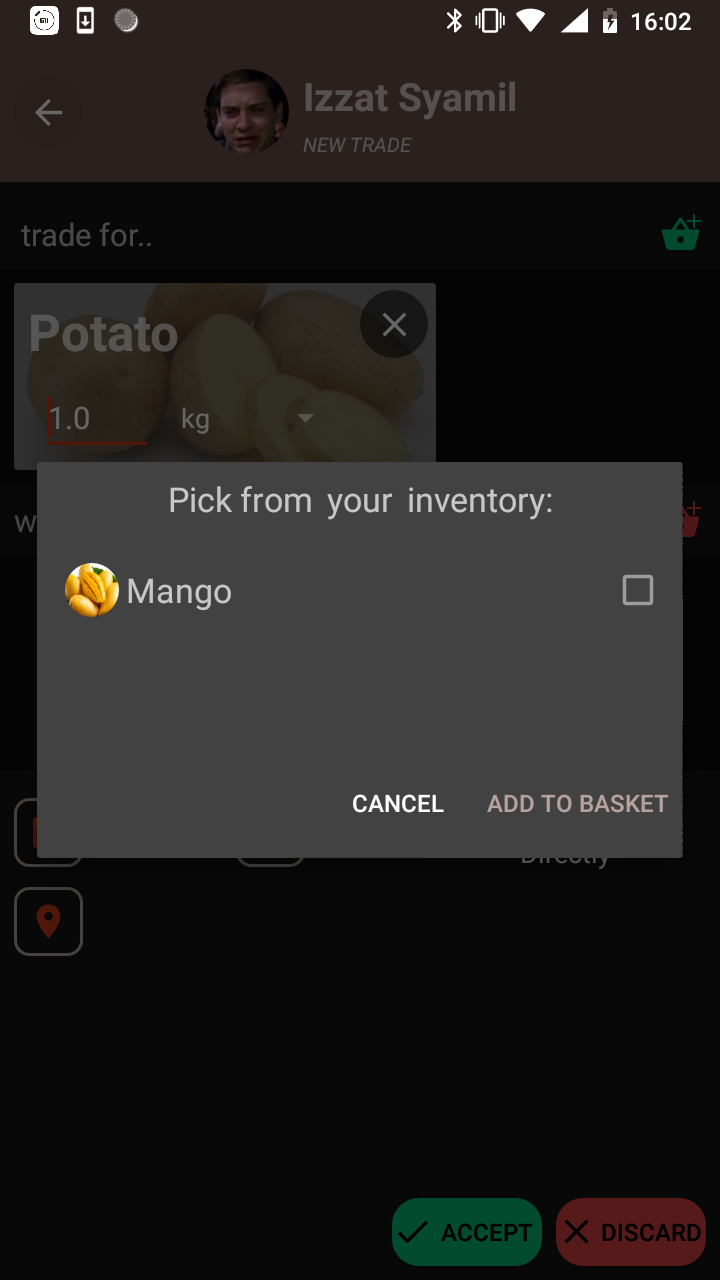 16:02
Izzat Syamil
NEW TRADE
trade for..
Potato
1.0 kg
W
Pick from your inventory:
Mango
CANCEL ADD TO BASKET
Directly
ACCEPT DISCARD